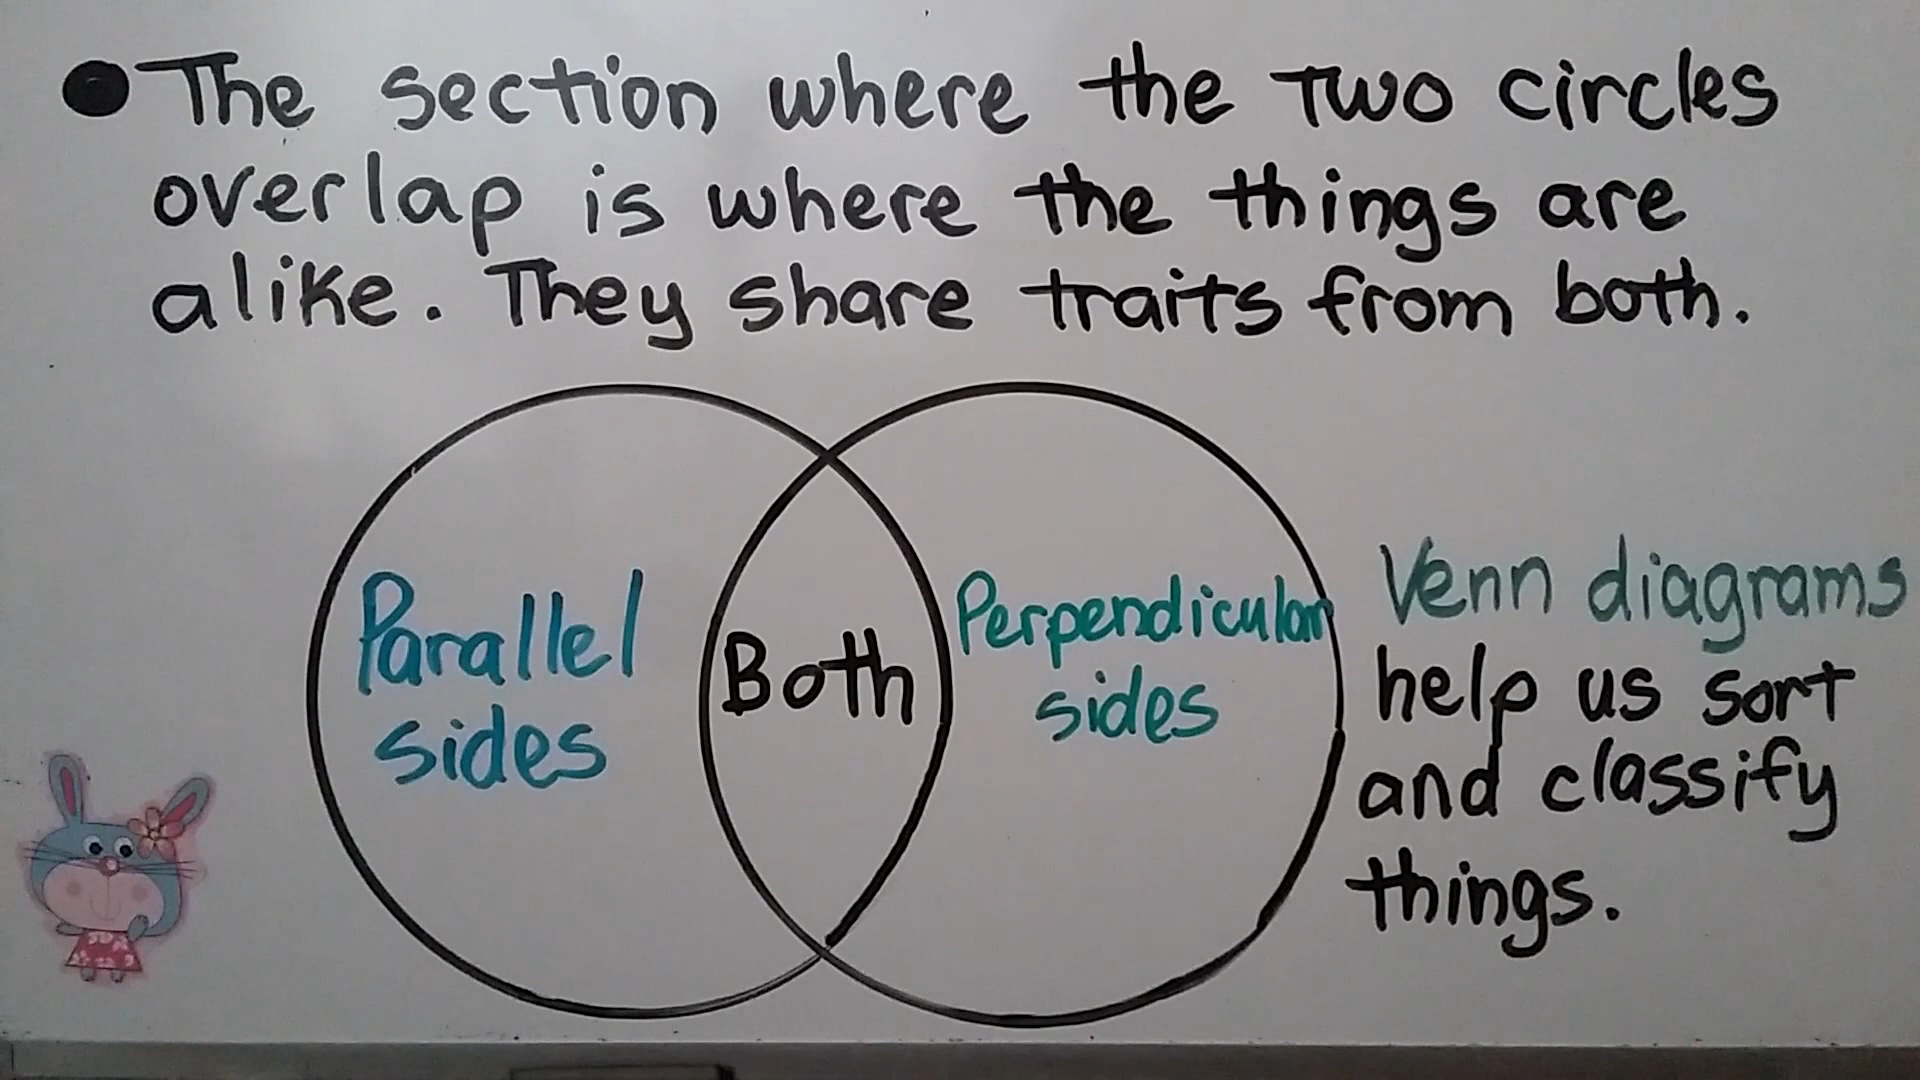 The section where the two circles
overlap is where the things are
alike. They share traits from both.
Parallel
sides
Both
Perpendicular
sides
Venn diagrams
help us sort
and classify
things.